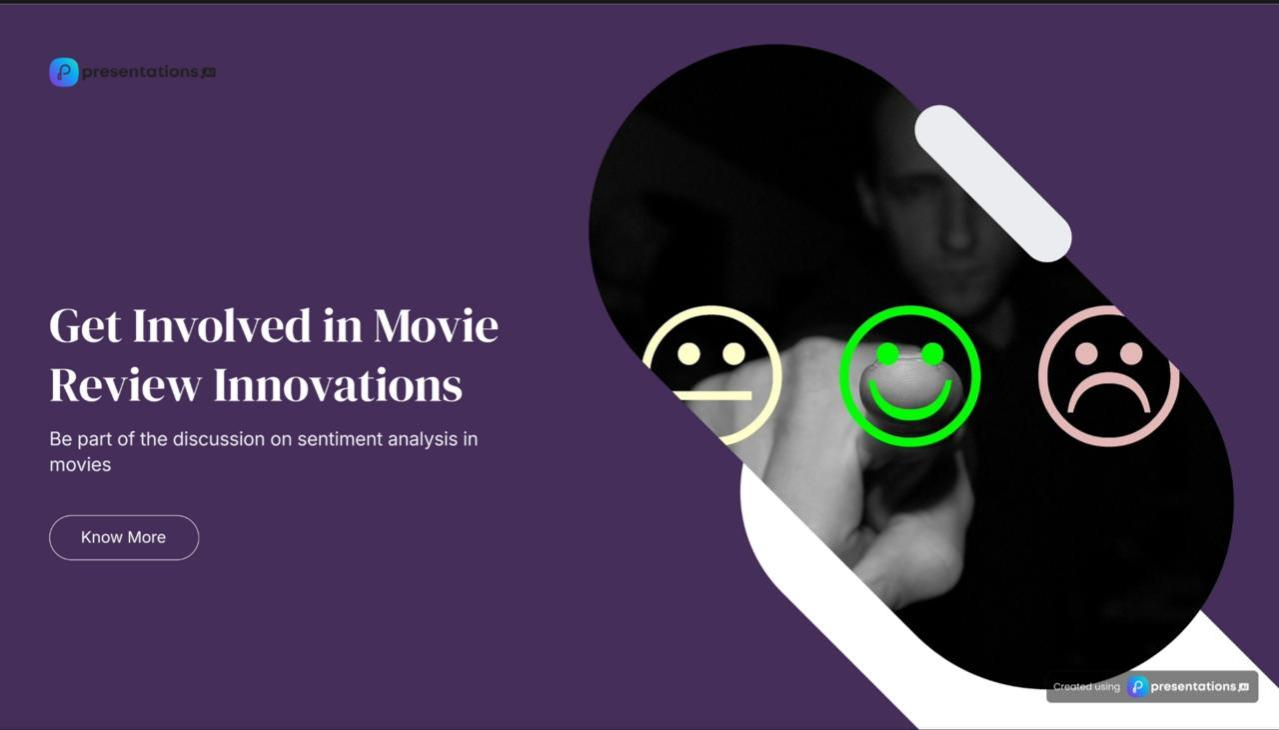 presentations.ai
Get Involved in Movie
Review Innovations
Be part of the discussion on sentiment analysis in
movies
Know More
Created using presentations.ai